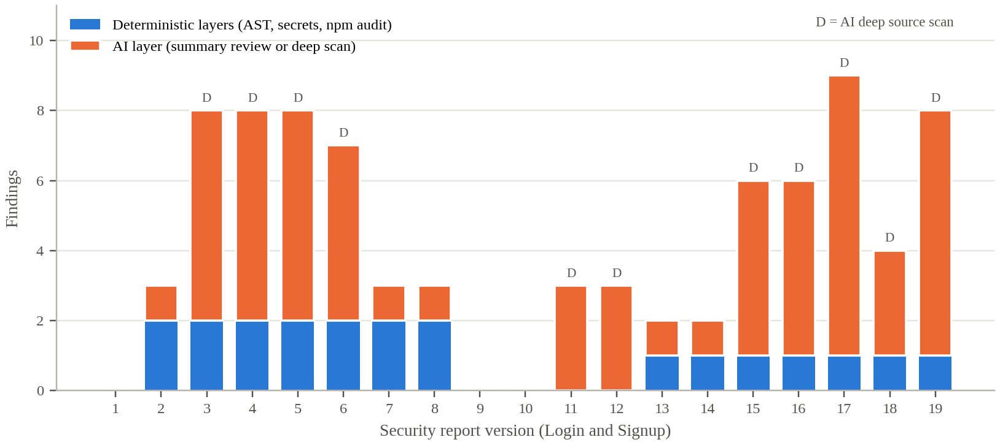 Deterministic layers (AST, secrets, npm audit)
AI layer (summary review or deep scan)
D = AI deep source scan
10
8
6
4
2
0
Findings
D D D D D D D D D D D
1 2 3 4 5 6 7 8 9 10 11 12 13 14 15 16 17 18 19
Security report version (Login and Signup)